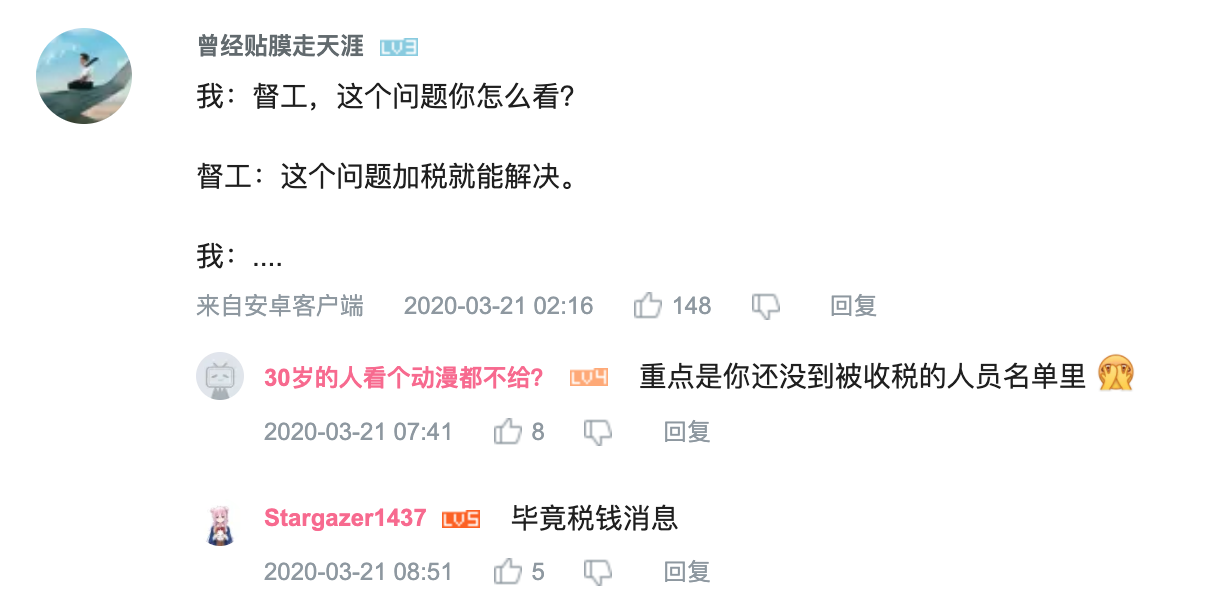 曾经贴膜走天涯 LV3
我：督工，这个问题你怎么看？
督工：这个问题加税就能解决。
我：....
来自安卓客户端 2020-03-21 02:16 148 回复
30岁的人看个动漫都不给？ LV4 重点是你还没到被收税的人员名单里
2020-03-21 07:41 8 回复
Stargazer1437 LV5 毕竟税钱消息
2020-03-21 08:51 5 回复